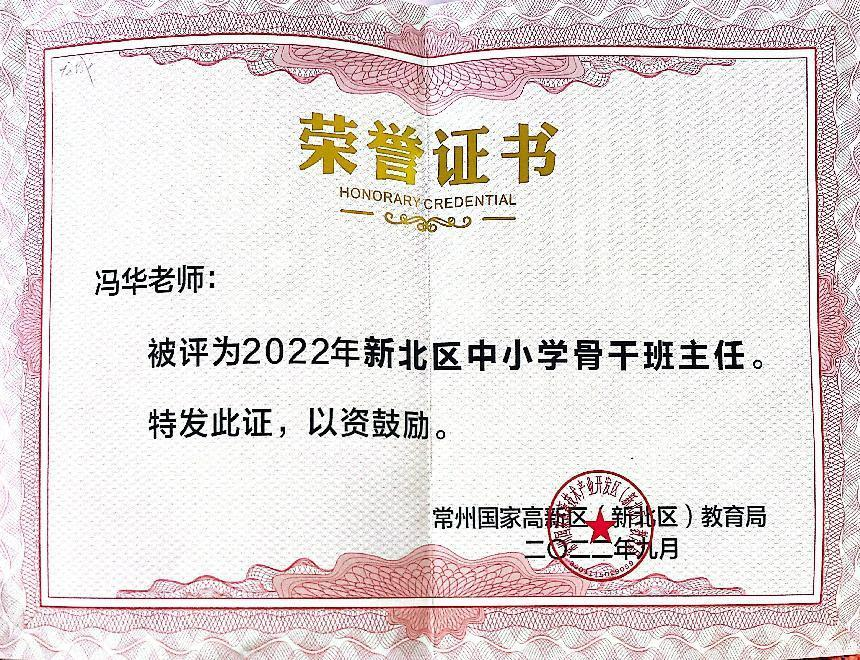 荣誉证书
HONORARY CREDENTIAL
冯华老师：
被评为2022年新北区中小学骨干班主任。
特发此证，以资鼓励。
常州国家高新区（新北区）教育局
二〇二二年九月